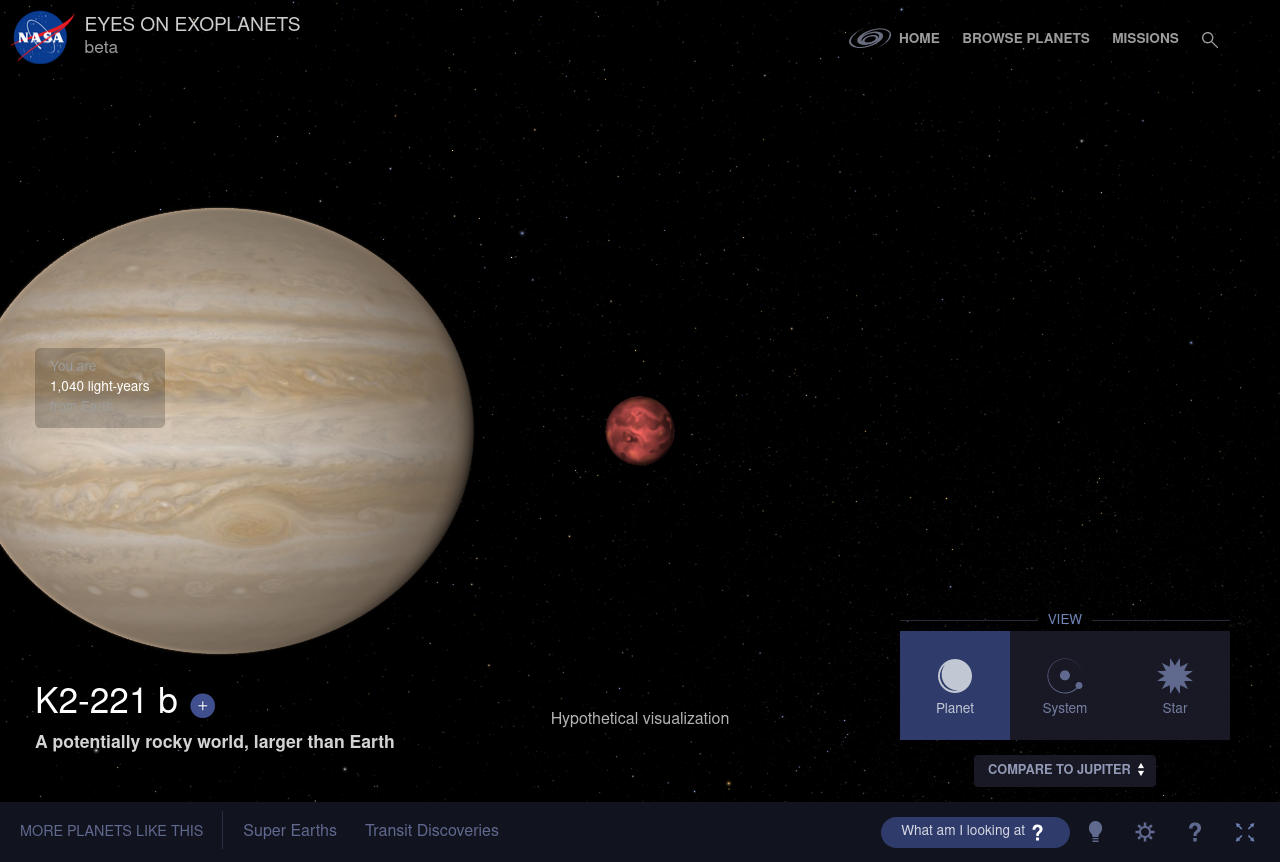 NASA
EYES ON EXOPLANETS
beta
HOME
BROWSE PLANETS
MISSIONS
You are
1,040 light-years
from Earth
K2-221 b +
A potentially rocky world, larger than Earth
Hypothetical visualization
VIEW
Planet
System
Star
COMPARE TO JUPITER
MORE PLANETS LIKE THIS
Super Earths
Transit Discoveries
What am I looking at ?
?